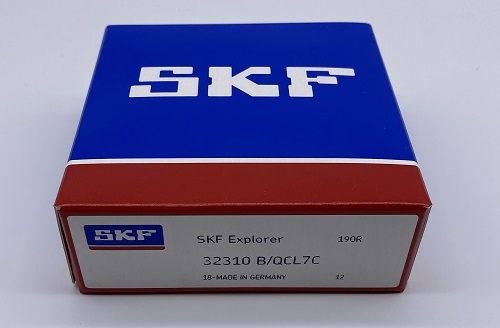 SKF
SKF
SKF Explorer 190R
32310 B/QCL7C
18-MADE IN GERMANY 12